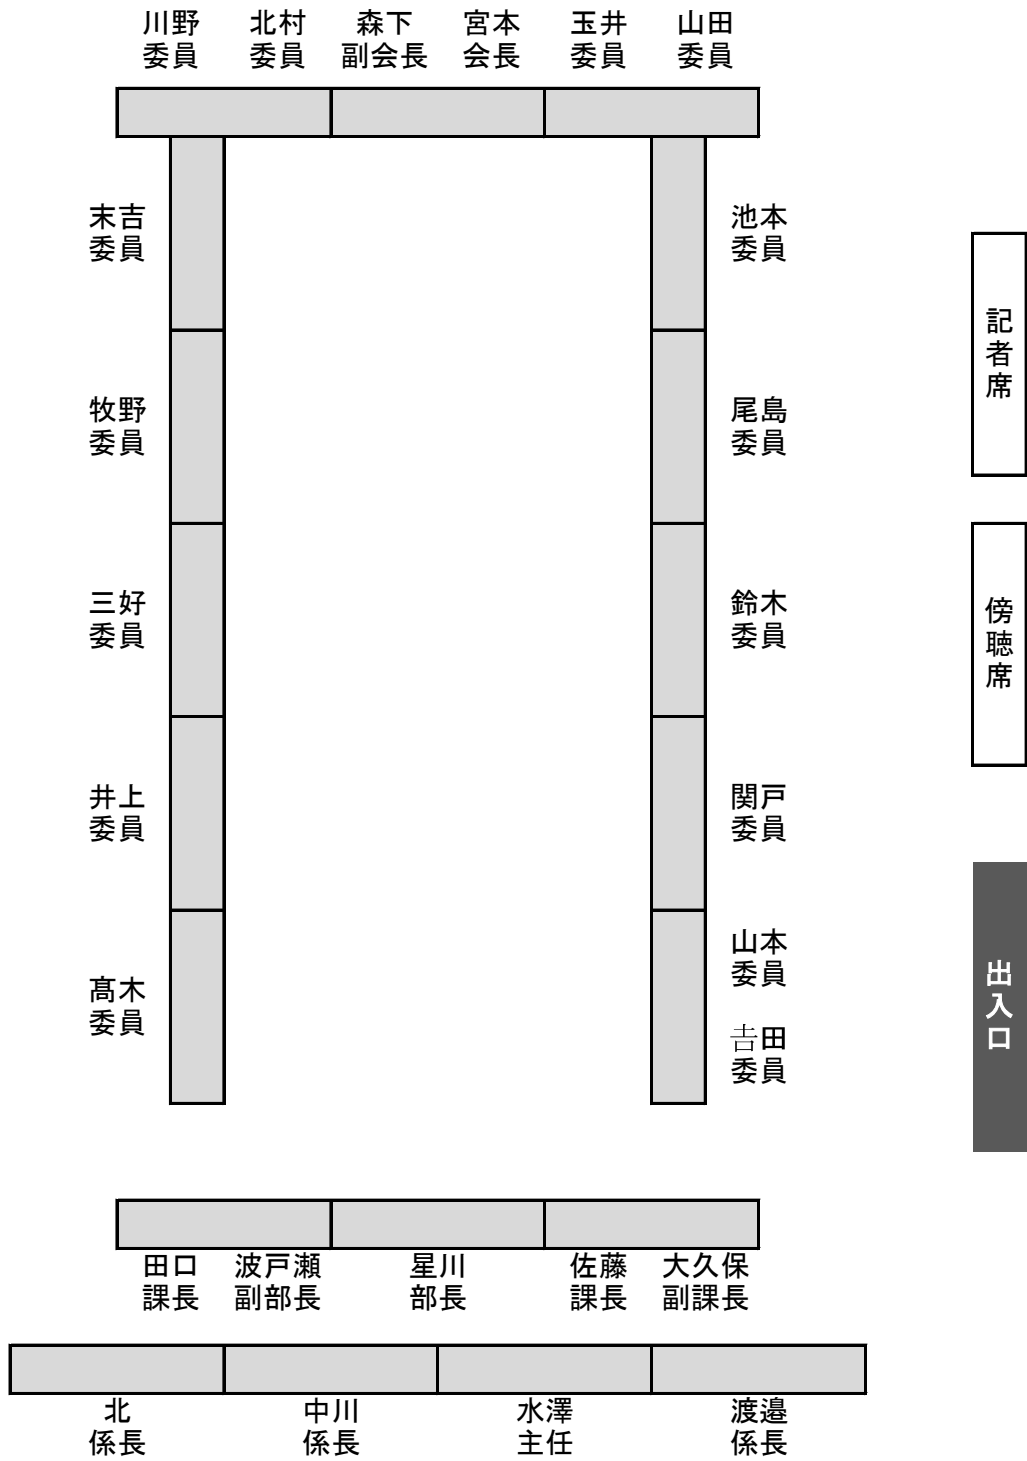 川野
委員
北村
委員
森下
副会長
宮本
会長
玉井
委員
山田
委員
末吉
委員
池本
委員
牧野
委員
尾島
委員
三好
委員
鈴木
委員
井上
委員
関戸
委員
髙木
委員
山本
委員
𠮷田
委員
記者席
傍聴席
出入口
田口
課長
波戸瀬
副部長
星川
部長
佐藤
課長
大久保
副課長
北
係長
中川
係長
水澤
主任
渡邉
係長